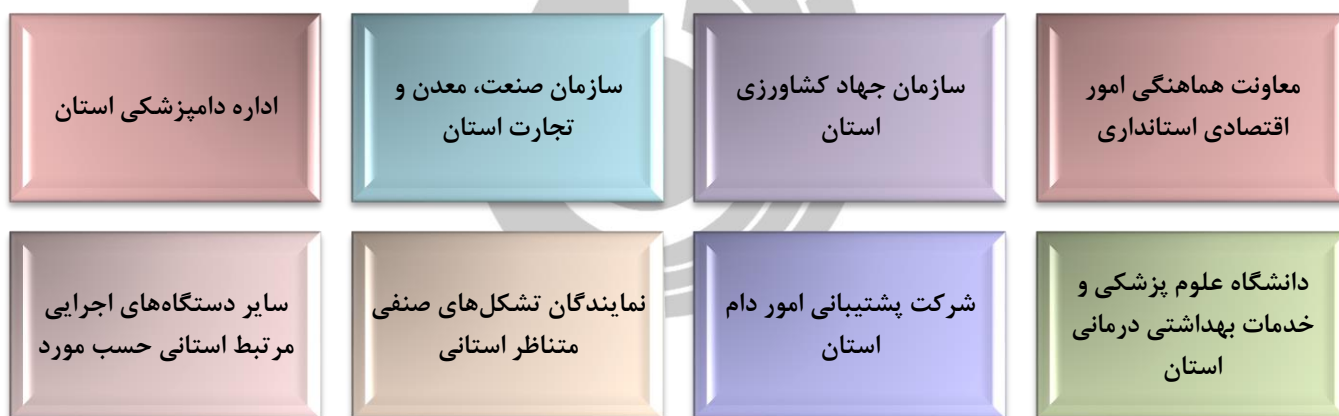 معاونت هماهنگی امور
اقتصادی استانداری
سازمان جهاد کشاورزی
استان
سازمان صنعت، معدن و
تجارت استان
اداره دامپزشکی استان
دانشگاه علوم پزشکی و
خدمات بهداشتی درمانی
استان
شرکت پشتیبانی امور دام
استان
نمایندگان تشکل‌های صنفی
متناظر استانی
سایر دستگاه‌های اجرایی
مرتبط استانی حسب مورد